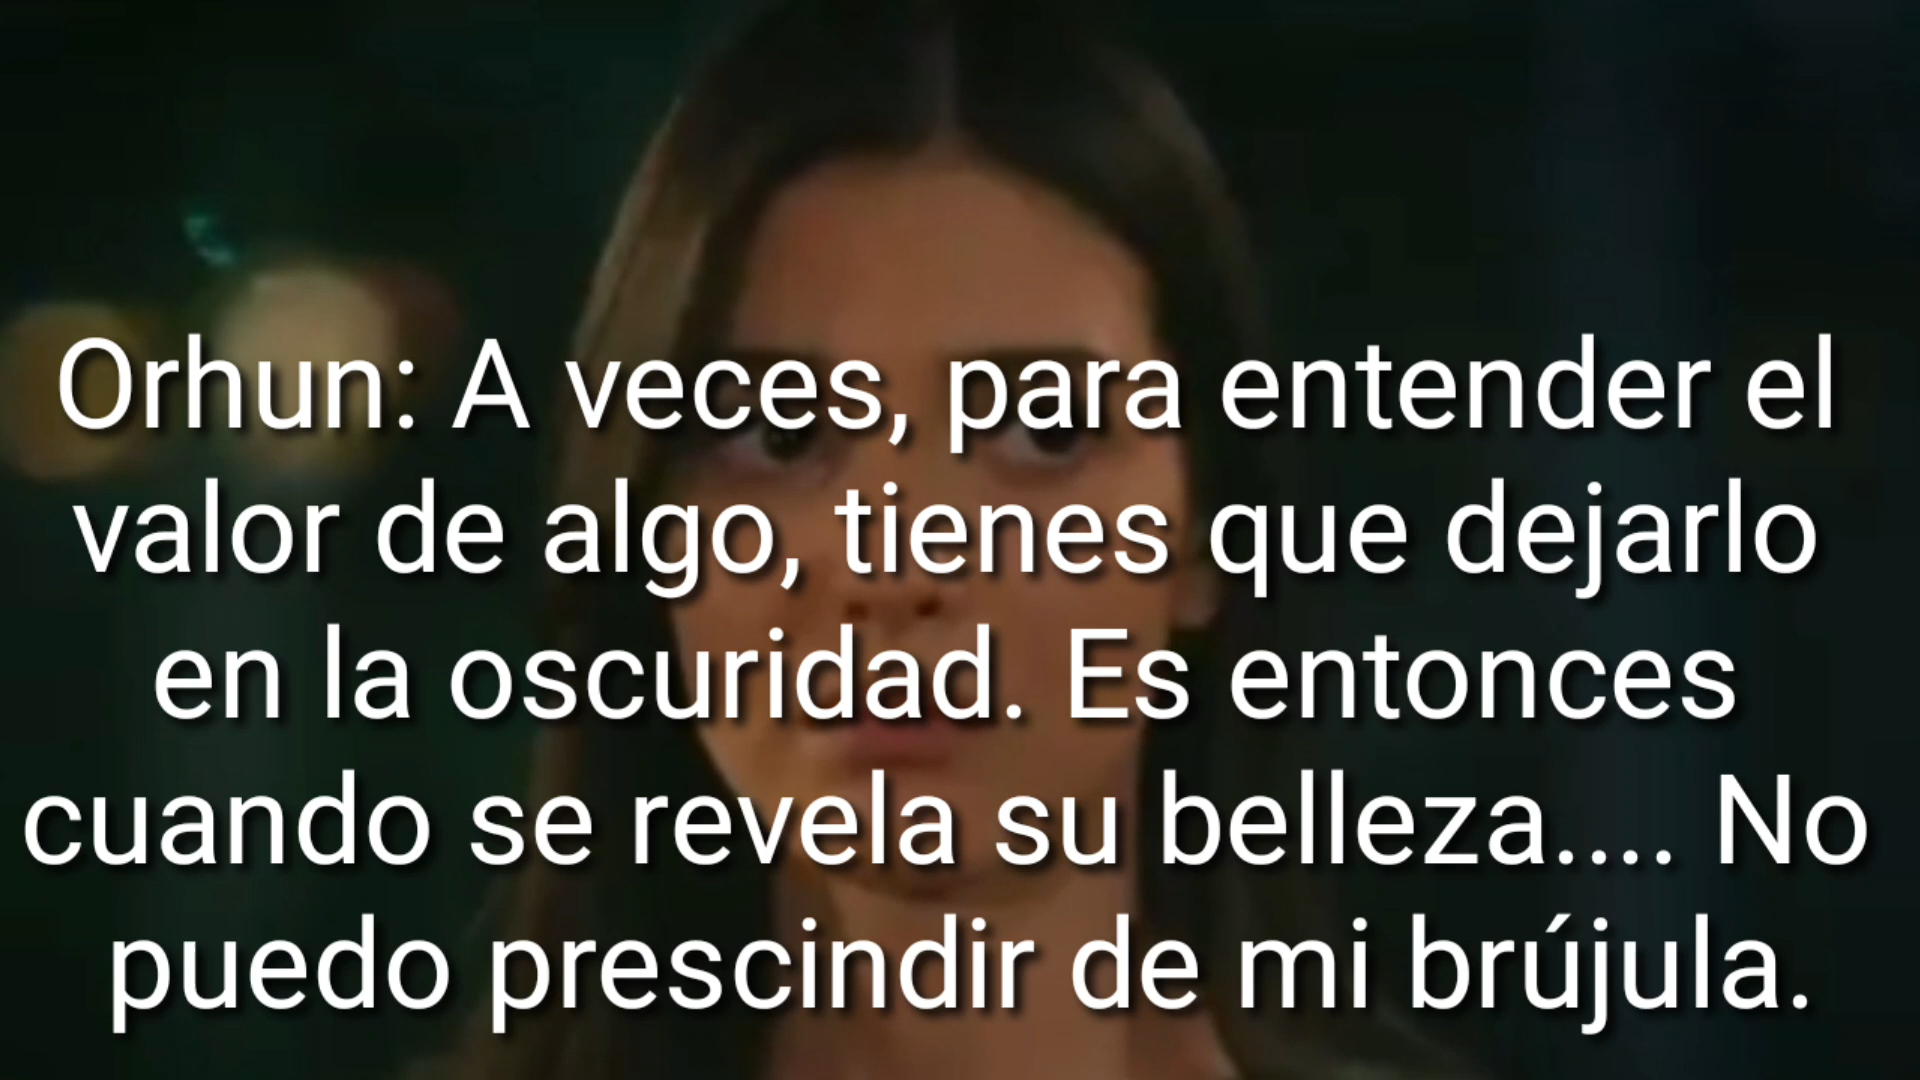 Orhun: A veces, para entender el
valor de algo, tienes que dejarlo
en la oscuridad. Es entonces
cuando se revela su belleza.... No
puedo prescindir de mi brújula.